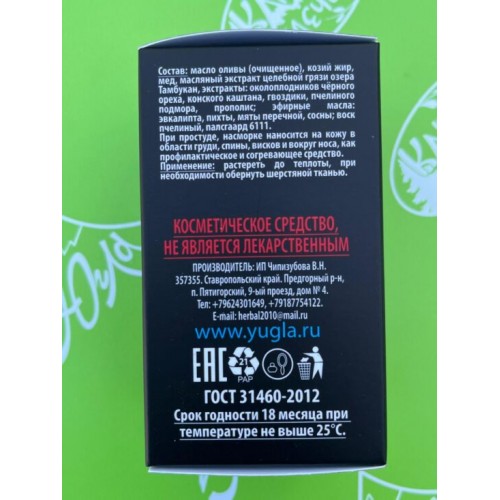 Состав: масло оливы (очищенное), козий жир,
мед, масляный экстракт целебной грязи озера
Тамбукан, экстракты: околоплодников чёрного
ореха, конского каштана, гвоздики, пчелиного
подмора, прополис; эфирные масла:
эвкалипта, пихты, мяты перечной, сосны; воск
пчелиный, палсгаард 6111.
При простуде, насморке наносится на кожу в
области груди, спины, висков и вокруг носа, как
профилактическое и согревающее средство.
Применение: растереть до теплоты, при
необходимости обернуть шерстяной тканью.
КОСМЕТИЧЕСКОЕ СРЕДСТВО,
НЕ ЯВЛЯЕТСЯ ЛЕКАРСТВЕННЫМ
ПРОИЗВОДИТЕЛЬ: ИП Чипизубова В.Н.
357355. Ставропольский край. Предгорный р-н,
п. Пятигорский, 9-ый проезд, дом № 4.
Тел: +79624301649, +79187754122.
E-mail: herbal2010@mail.ru
www.yugla.ru
EAC 21
PAP
ГОСТ 31460-2012
Срок годности 18 месяца при
температуре не выше 25°С.